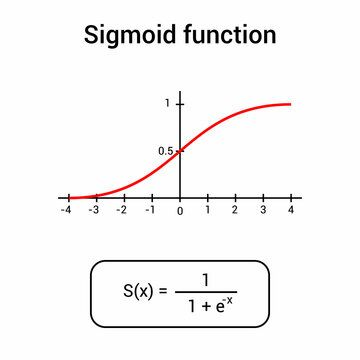 Sigmoid function
1
0.5
-4 -3 -2 -1 0 1 2 3 4
S(x) = 1 / 1 + e^-x